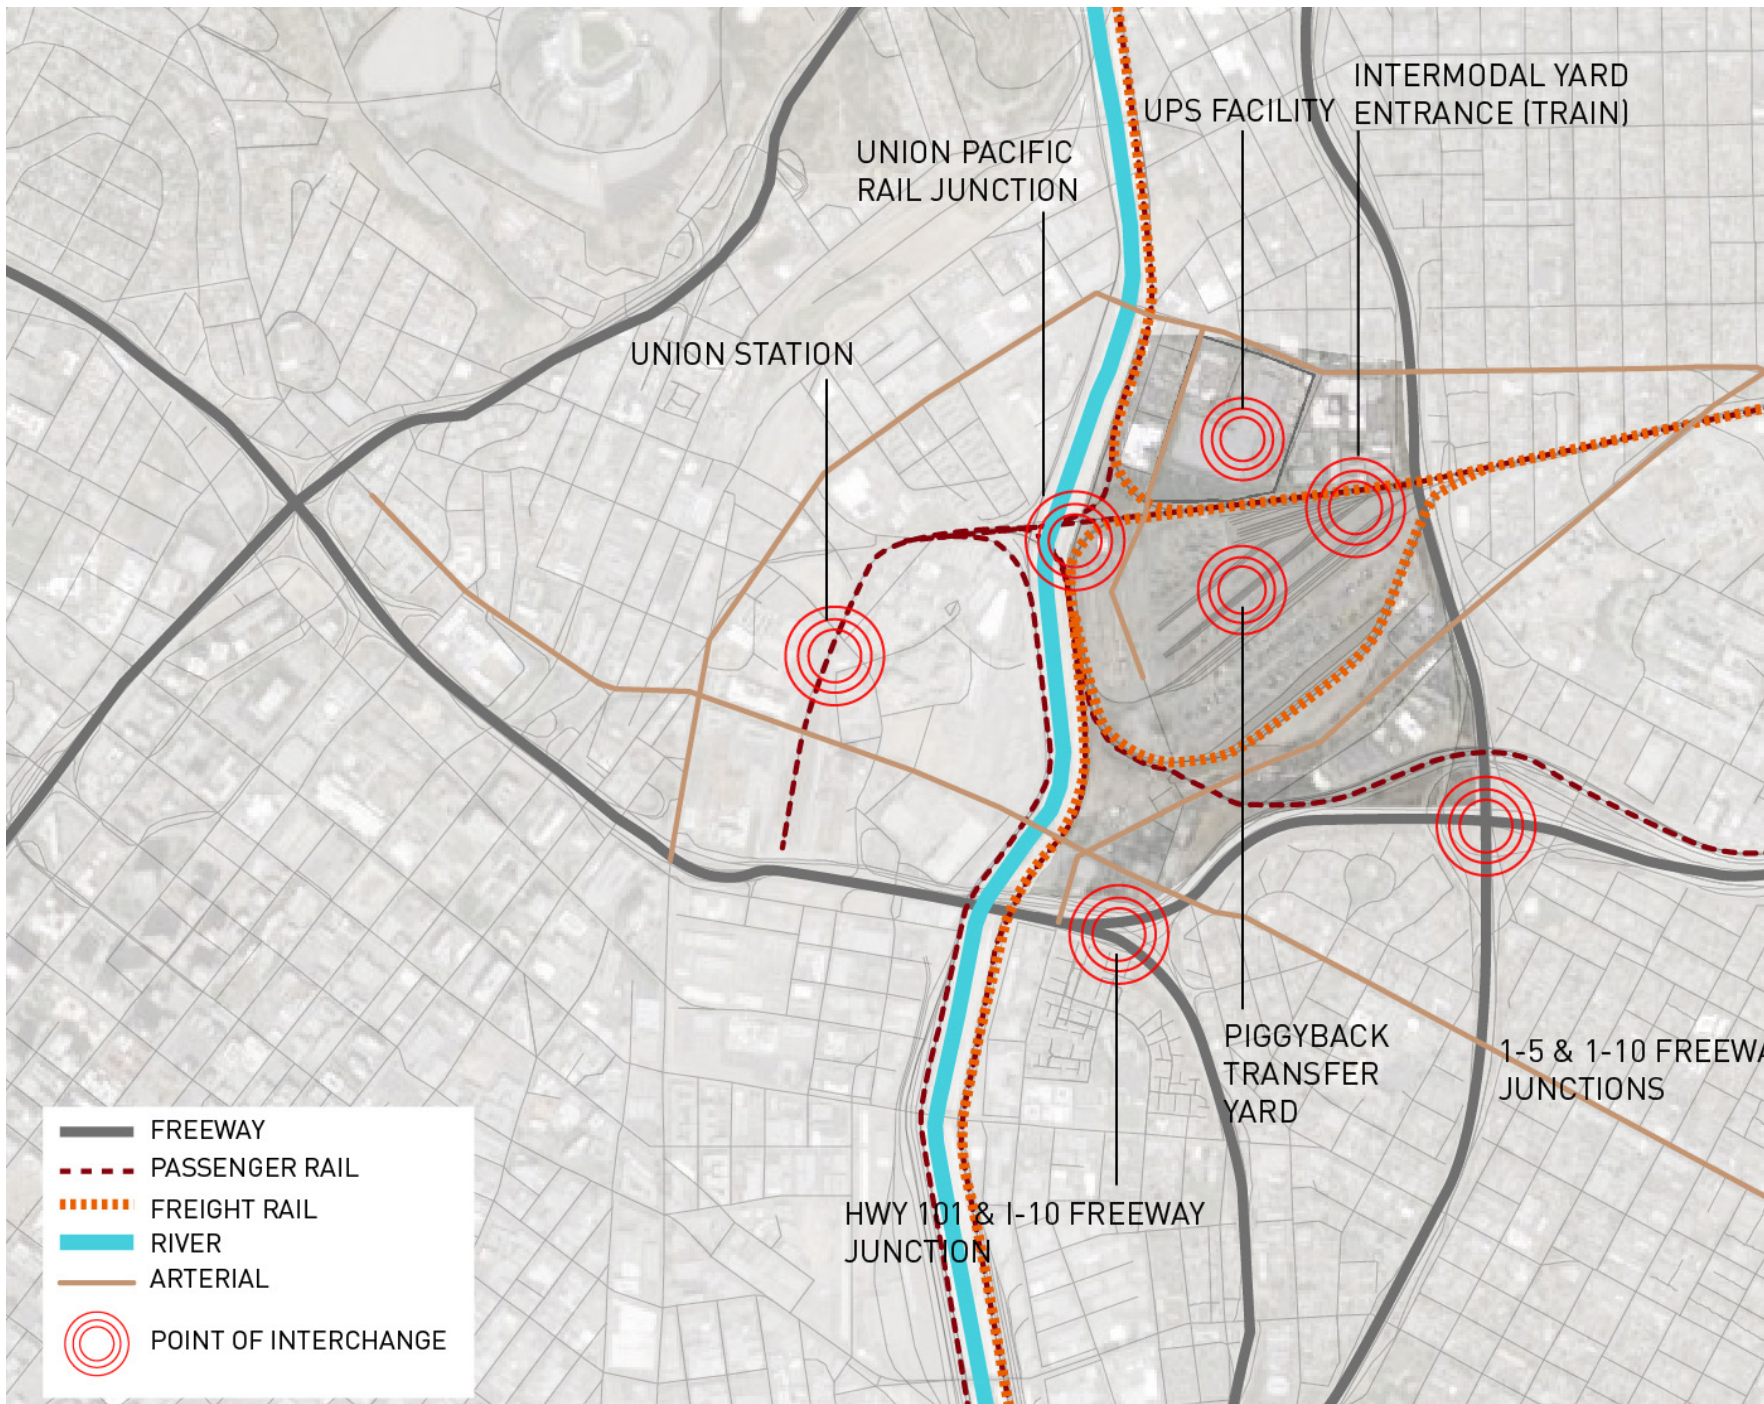 INTERMODAL YARD
ENTRANCE (TRAIN)
UPS FACILITY
UNION PACIFIC
RAIL JUNCTION
UNION STATION
PIGGYBACK
TRANSFER
YARD
1-5 & 1-10 FREEWA
JUNCTIONS
HWY 101 & I-10 FREEWAY
JUNCTION
FREEWAY
PASSENGER RAIL
FREIGHT RAIL
RIVER
ARTERIAL
POINT OF INTERCHANGE